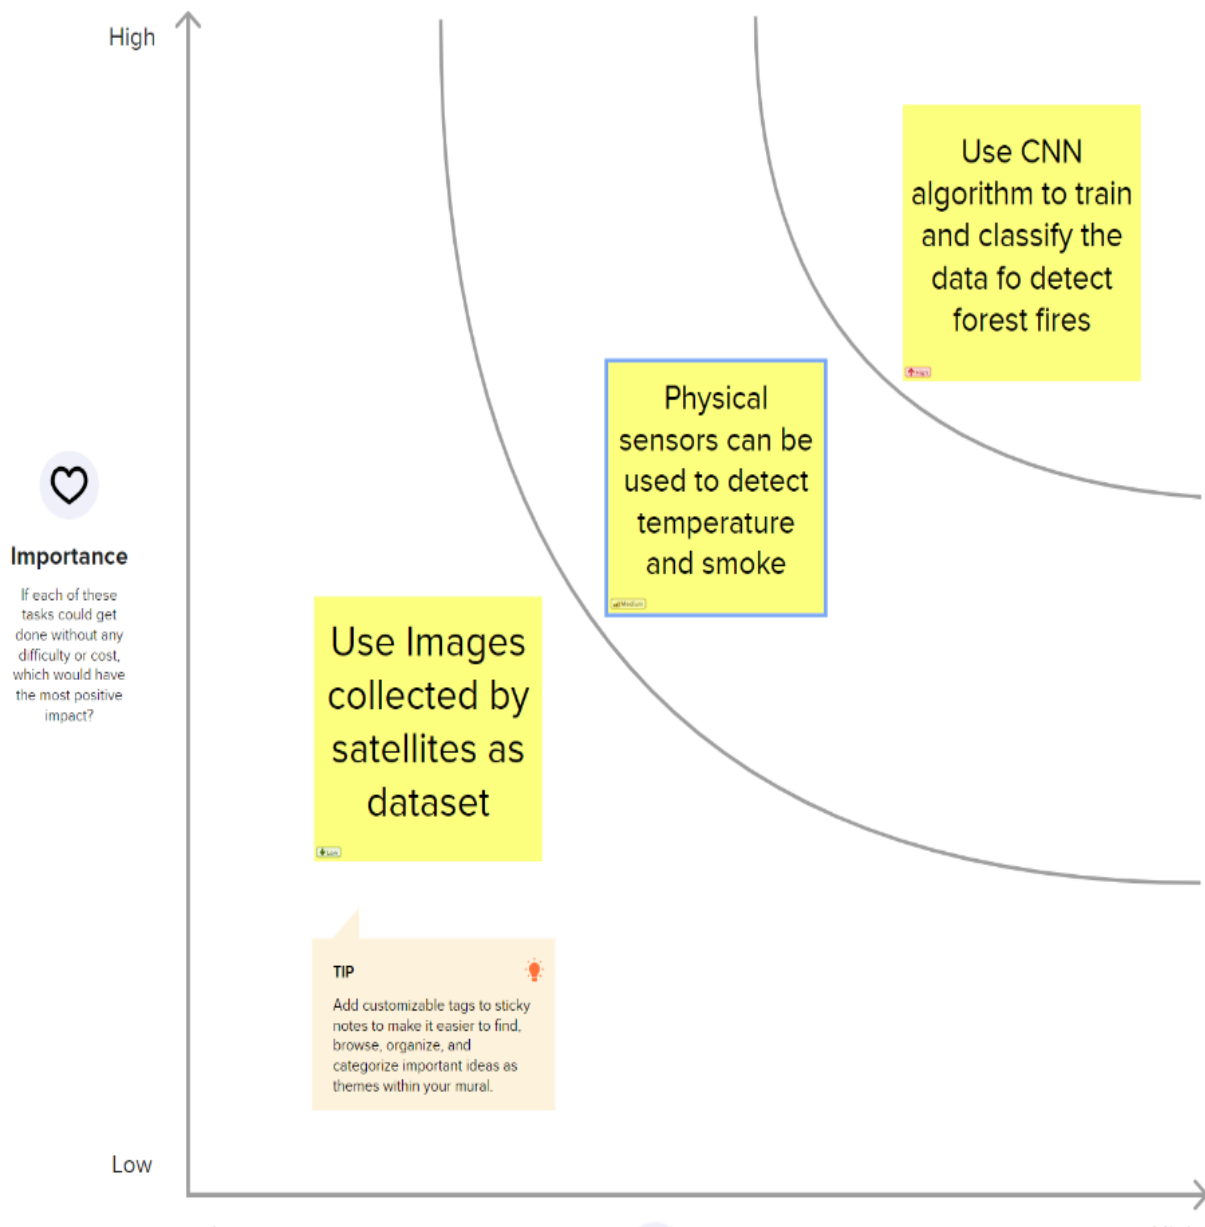 High
Use CNN
algorithm to train
and classify the
data fo detect
forest fires
High
Physical
sensors can be
used to detect
temperature
and smoke
Medium
Importance
If each of these
tasks could get
done without any
difficulty or cost,
which would have
the most positive
impact?
Use Images
collected by
satellites as
dataset
Low
TIP
Add customizable tags to sticky
notes to make it easier to find,
browse, organize, and
categorize important ideas as
themes within your mural.
Low